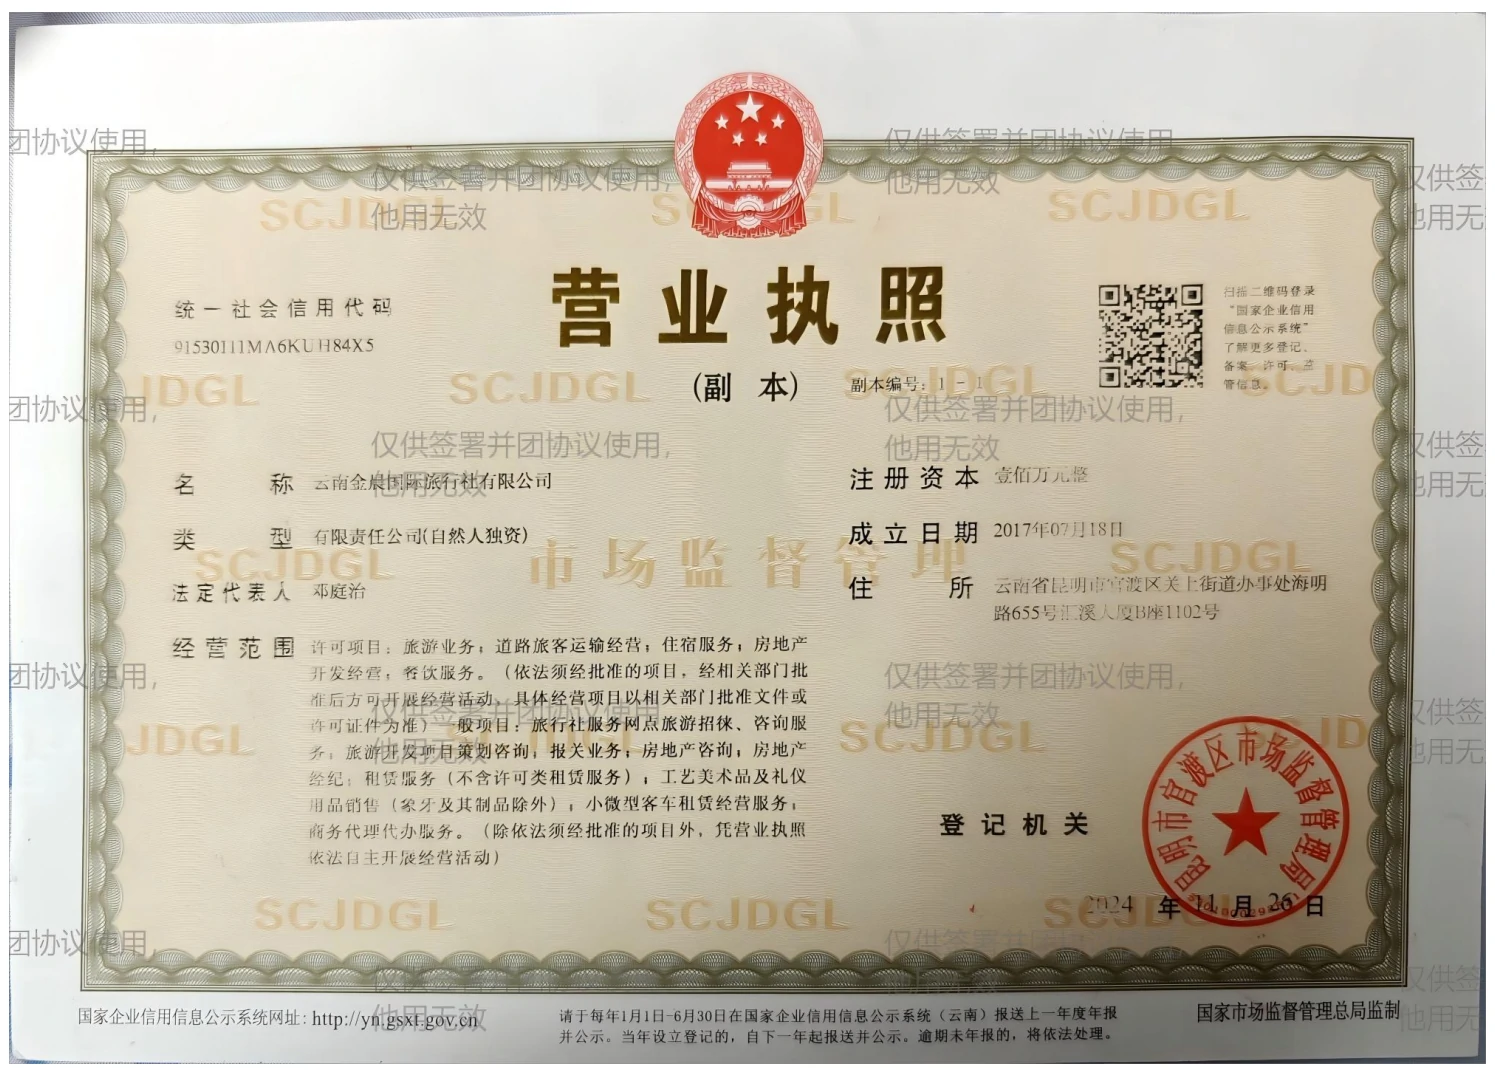 营业执照
(副 本)
副本编号：1-1
统一社会信用代码
91530111MA6KUH84X5
扫描二维码登录
“国家企业信用
信息公示系统”
了解更多登记、
备案、许可、监
管信息。
名 称 云南金晨国际旅行社有限公司
类 型 有限责任公司(自然人独资)
法定代表人 邓庭治
经营范围 许可项目：旅游业务；道路旅客运输经营；住宿服务；房地产
开发经营；餐饮服务。（依法须经批准的项目，经相关部门批
准后方可开展经营活动，具体经营项目以相关部门批准文件或
许可证件为准）一般项目：旅行社服务网点旅游招徕、咨询服
务；旅游开发项目策划咨询；报关业务；房地产咨询；房地产
经纪；租赁服务（不含许可类租赁服务）；工艺美术品及礼仪
用品销售（象牙及其制品除外）；小微型客车租赁经营服务；
商务代理代办服务。（除依法须经批准的项目外，凭营业执照
依法自主开展经营活动）
注册资本 壹佰万元整
成立日期 2017年07月18日
住 所 云南省昆明市官渡区关上街道办事处海明
路655号汇溪大厦B座1102号
登记机关
昆明市官渡区市场监督管理局
2024 年 11 月 26 日
国家企业信用信息公示系统网址：http://yn.gsxt.gov.cn
请于每年1月1日-6月30日在国家企业信用信息公示系统（云南）报送上一年度年报
并公示。当年设立登记的，自下一年起报送并公示。逾期未年报的，将依法处理。
国家市场监督管理总局监制
市场监督管理
SCJDGL
仅供签署并团协议使用，
他用无效